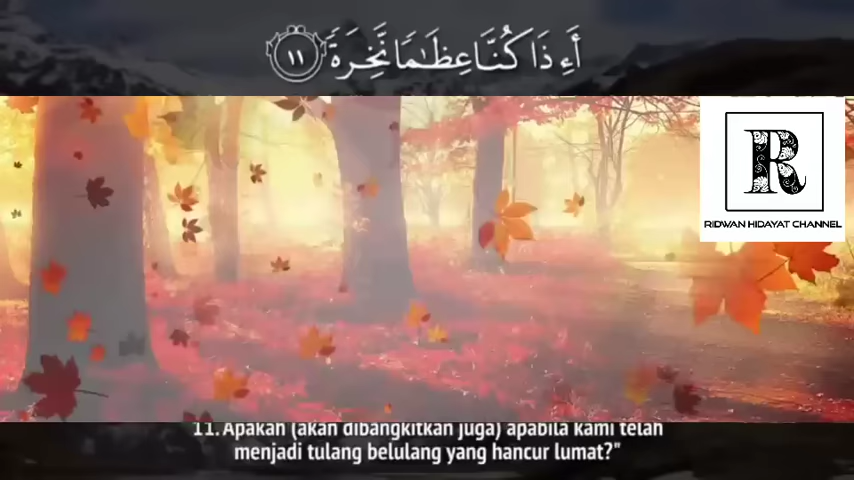 أَءِذَا كُنَّا عِظَـٰمًا نَّخِرَةً ١١
R
RIDWAN HIDAYAT CHANNEL
11. Apakah (akan dibangkitkan juga) apabila kami telah
menjadi tulang belulang yang hancur lumat?"